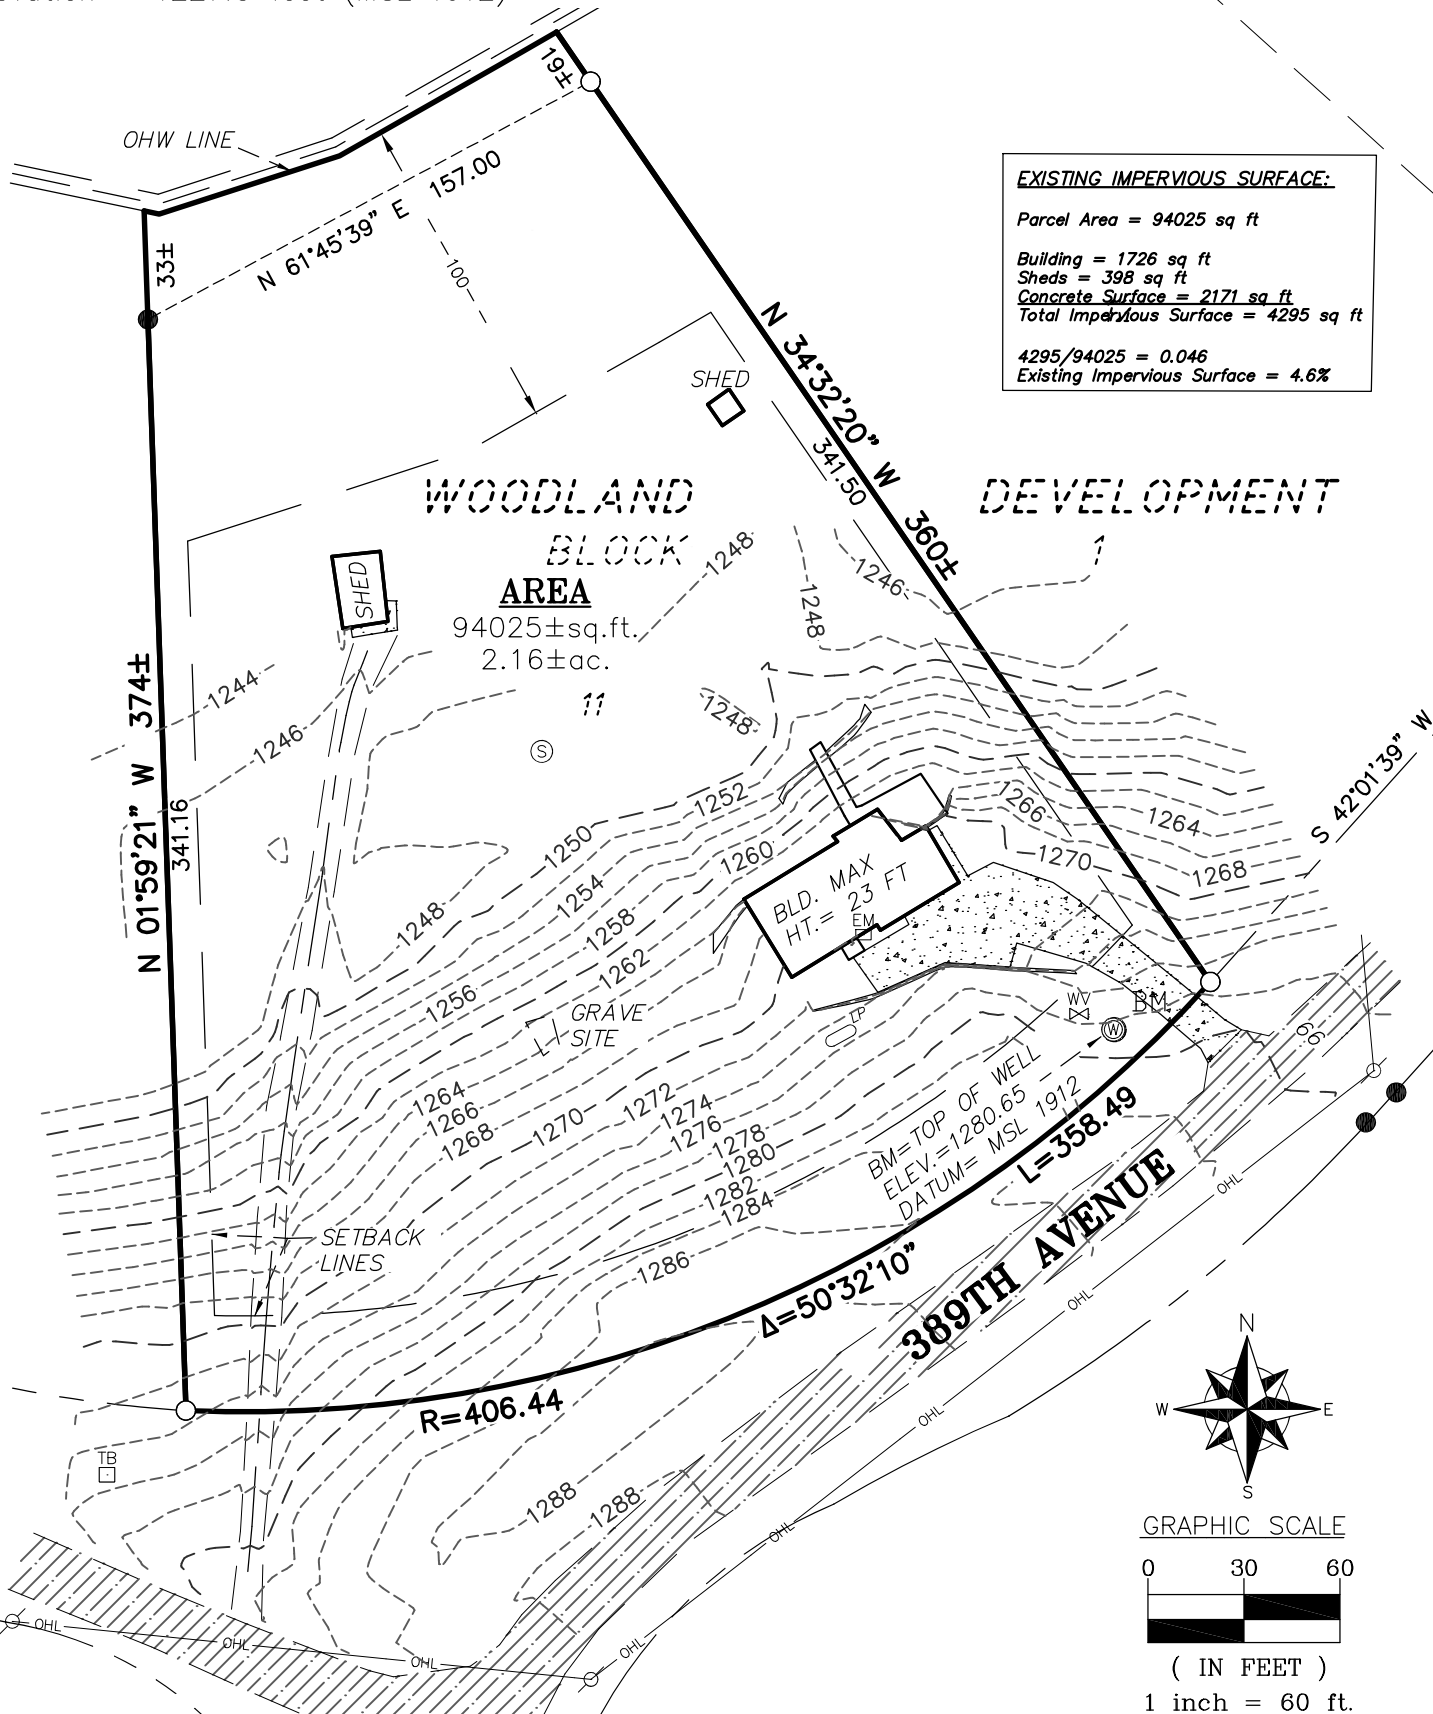 19±
OHW LINE
157.00
N 61°45'39" E
33±
100
EXISTING IMPERVIOUS SURFACE:
Parcel Area = 94025 sq ft
Building = 1726 sq ft
Sheds = 398 sq ft
Concrete Surface = 2171 sq ft
Total Impervious Surface = 4295 sq ft
4295/94025 = 0.046
Existing Impervious Surface = 4.6%
N 34°32'20" W 360±
341.50
SHED
WOODLAND DEVELOPMENT
BLOCK 1
SHED
AREA
94025±sq.ft.
2.16±ac.
11
1248
1246
1248
1244
1246
1248
S
N 01°59'21" W 374±
341.16
S 42°01'39" W
1252
1250
1260
1266
1264
1270
1268
1254
1248
1258
1262
1256
BLD. MAX
HT.= 23 FT
EM
GRAVE
SITE
LP
WV
BM
W
66
BM=TOP OF WELL
ELEV.=1280.65
DATUM= MSL 1912
1264
1266
1268
1270
1272
1274
1276
1278
1280
1282
1284
1286
SETBACK
LINES
L=358.49
Δ=50°32'10"
R=406.44
389TH AVENUE
OHL
OHL
OHL
OHL
OHL
OHL
OHL
OHL
TB
1288
1288
N
W E
S
GRAPHIC SCALE
0 30 60
( IN FEET )
1 inch = 60 ft.